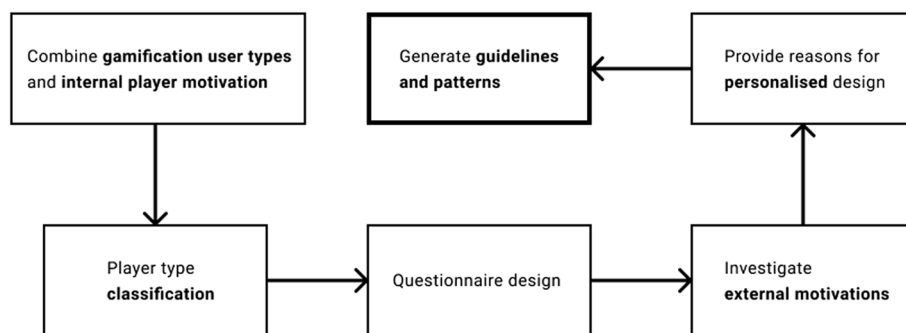 Combine gamification user types
and internal player motivation
Generate guidelines
and patterns
Provide reasons for
personalised design
Player type
classification
Questionnaire design
Investigate
external motivations